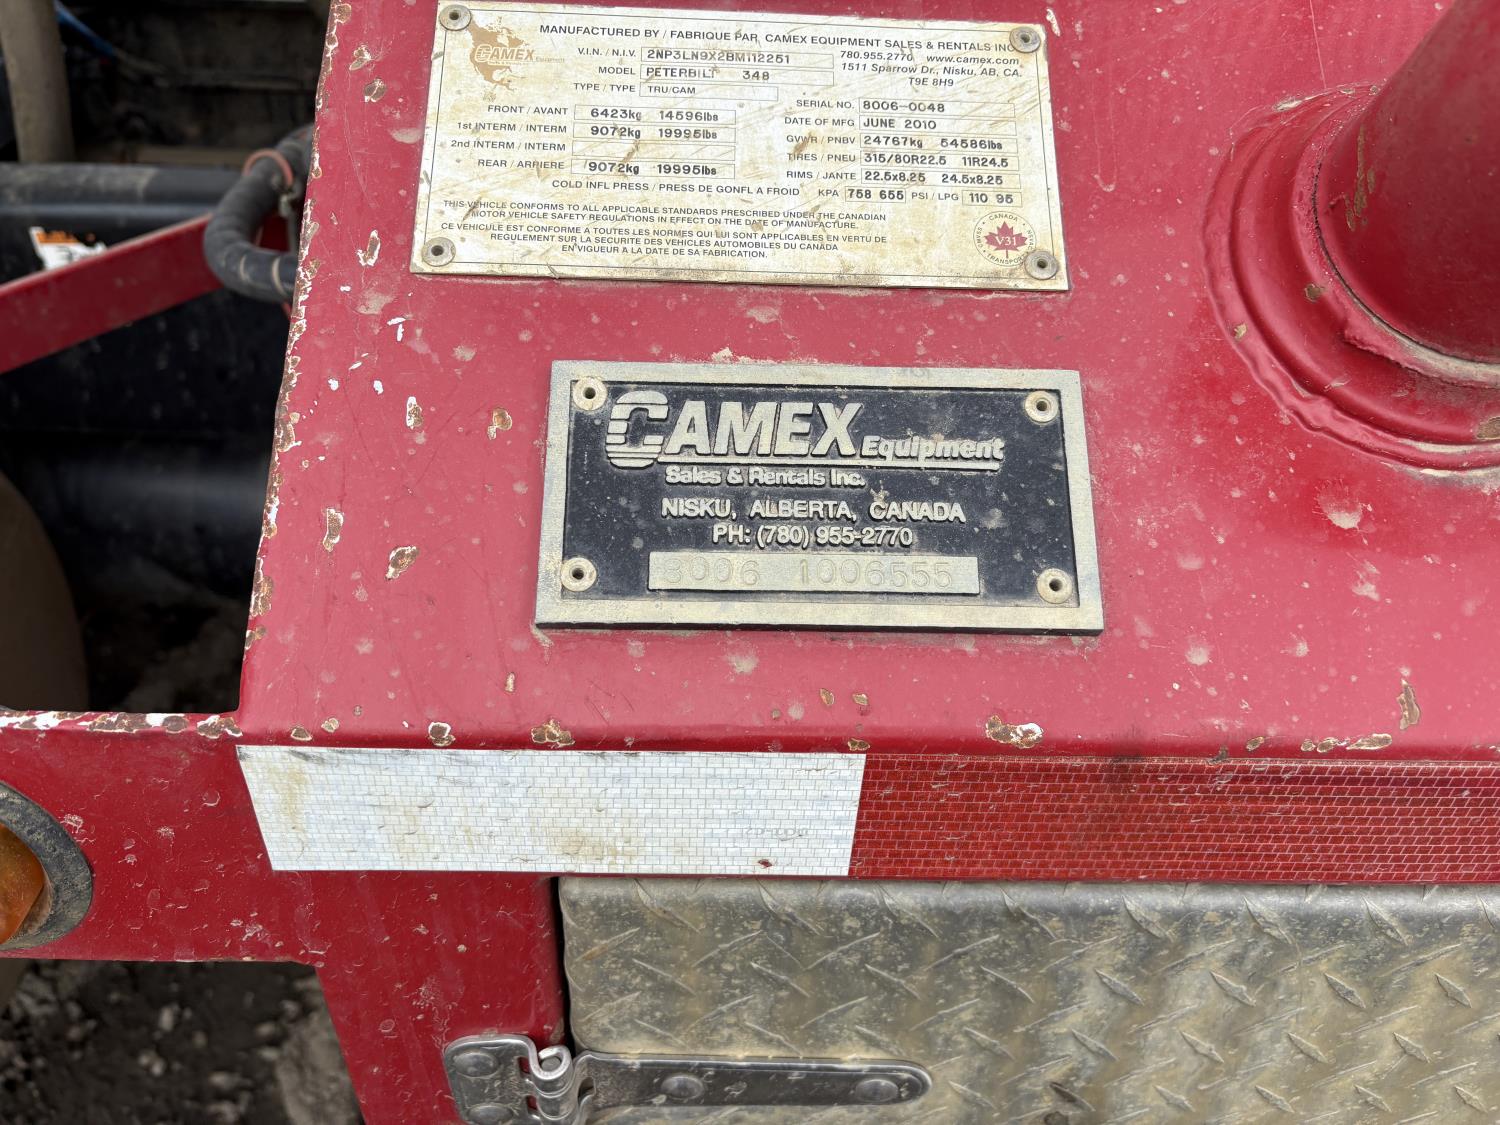 CAMEX Equipment
MANUFACTURED BY / FABRIQUE PAR CAMEX EQUIPMENT SALES & RENTALS INC
V.I.N. / N.I.V. 2NP3LN9X2BM112251
780.955.2770 www.camex.com
MODEL PETERBILT 348
1511 Sparrow Dr., Nisku, AB, CA.
T9E 8H9
TYPE / TYPE TRU/CAM
FRONT / AVANT 6423kg 14596lbs
SERIAL NO. 8006-0048
1st INTERM / INTERM 9072kg 19995lbs
DATE OF MFG JUNE 2010
2nd INTERM / INTERM
GVWR / PNBV 24767kg 54586lbs
REAR / ARRIERE 9072kg 19995lbs
TIRES / PNEU 315/80R22.5 11R24.5
RIMS / JANTE 22.5x8.25 24.5x8.25
COLD INFL PRESS / PRESS DE GONFL A FROID KPA 758 655 PSI / LPG 110 95
THIS VEHICLE CONFORMS TO ALL APPLICABLE STANDARDS PRESCRIBED UNDER THE CANADIAN
MOTOR VEHICLE SAFETY REGULATIONS IN EFFECT ON THE DATE OF MANUFACTURE.
CE VEHICULE EST CONFORME A TOUTES LES NORMES QUI LUI SONT APPLICABLES EN VERTU DE
REGULEMENT SUR LA SECURITE DES VEHICLES AUTOMOBILES DU CANADA
EN VIGUEUR A LA DATE DE SA FABRICATION.
CANADA
V31
TRANSPORT
CAMEX Equipment
Sales & Rentals Inc.
NISKU, ALBERTA, CANADA
PH: (780) 955-2770
8006 1006555